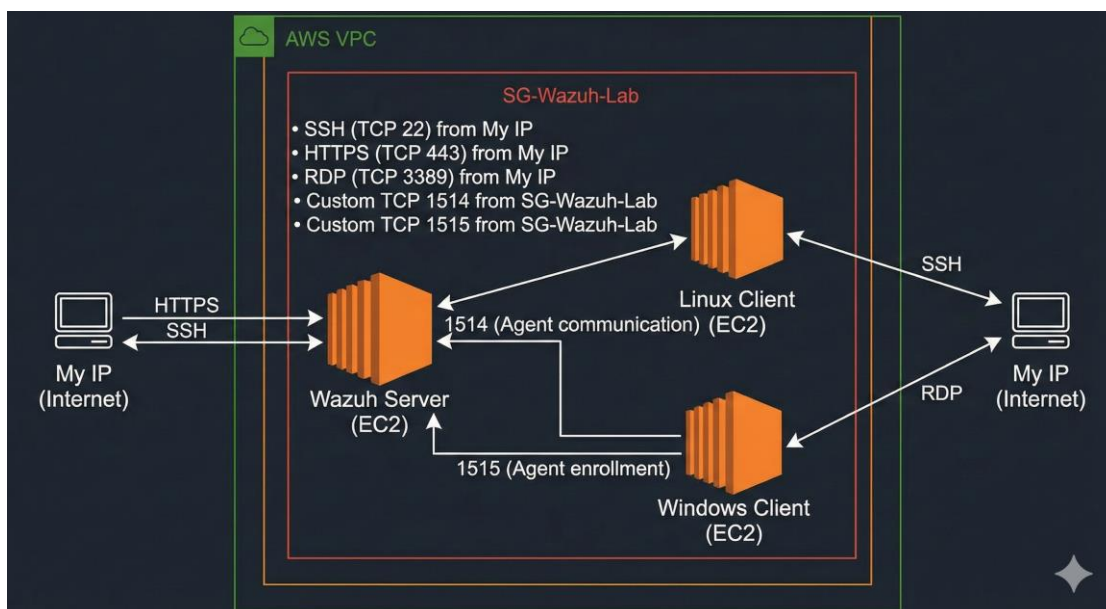 AWS VPC
SG-Wazuh-Lab
• SSH (TCP 22) from My IP
• HTTPS (TCP 443) from My IP
• RDP (TCP 3389) from My IP
• Custom TCP 1514 from SG-Wazuh-Lab
• Custom TCP 1515 from SG-Wazuh-Lab
HTTPS
SSH
My IP
(Internet)
Wazuh Server
(EC2)
1514 (Agent communication)
1515 (Agent enrollment)
Linux Client
(EC2)
Windows Client
(EC2)
SSH
RDP
My IP
(Internet)